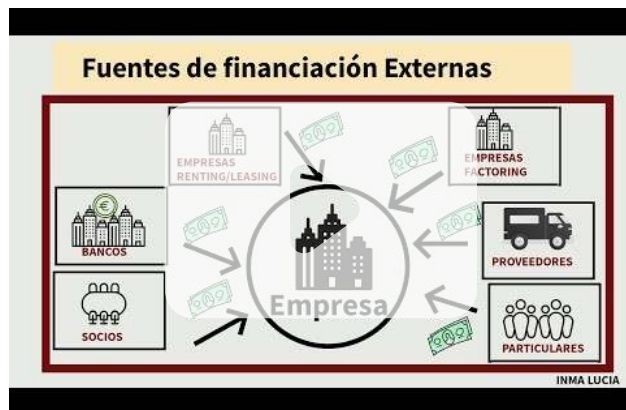 Fuentes de financiación Externas
EMPRESAS
RENTING/LEASING
EMPRESAS
FACTORING
BANCOS
PROVEEDORES
Empresa
SOCIOS
PARTICULARES
INMA LUCIA